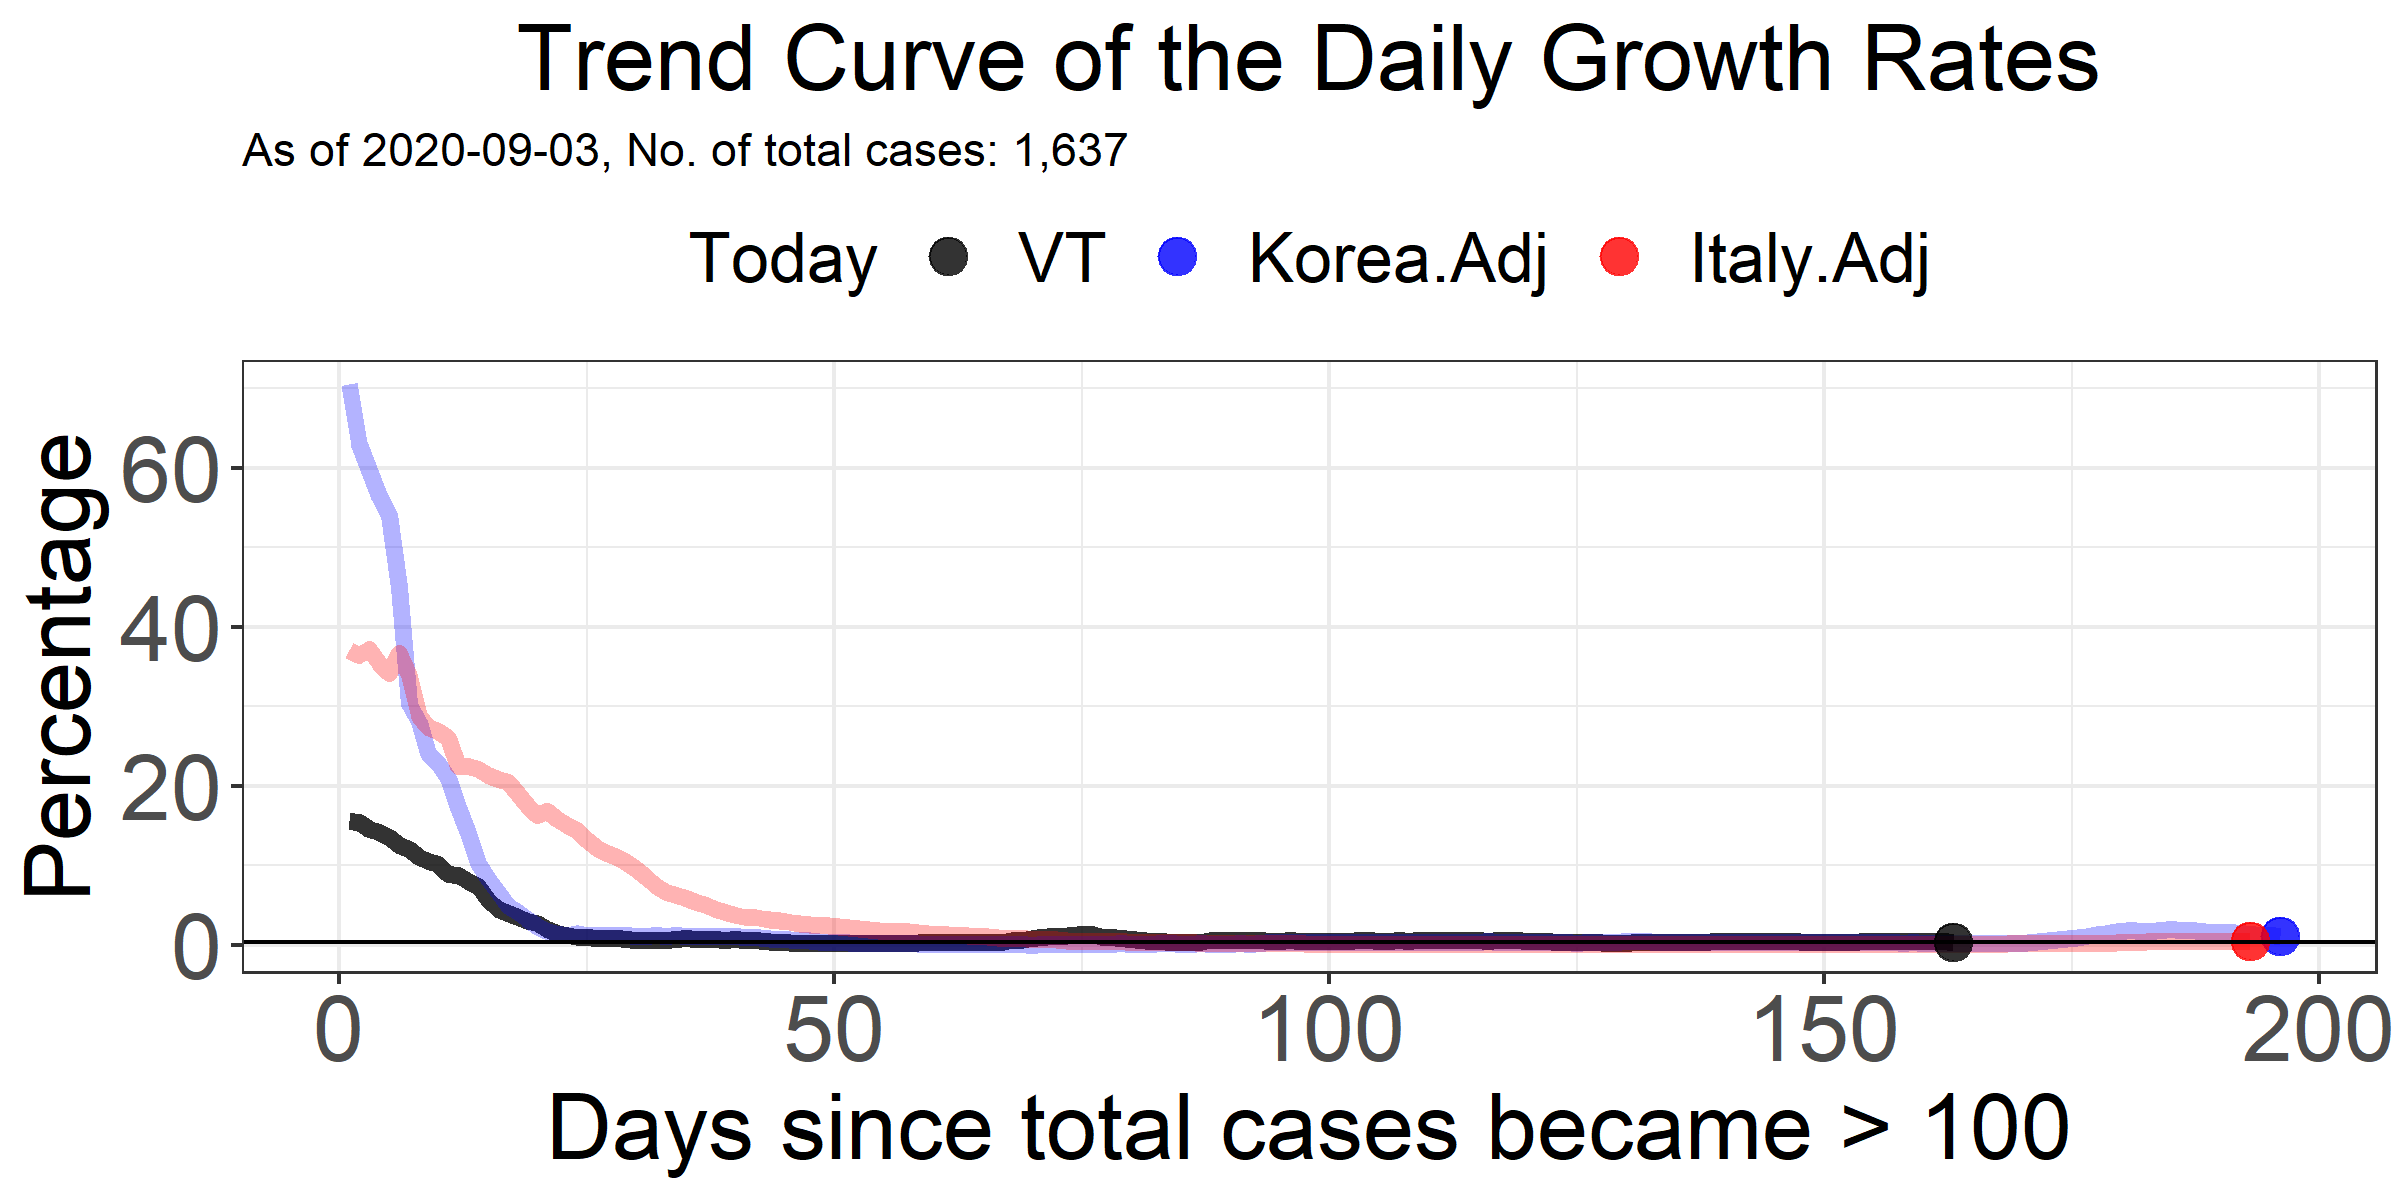 Trend Curve of the Daily Growth Rates
As of 2020-09-03, No. of total cases: 1,637
Today VT Korea.Adj Italy.Adj
Percentage
60
40
20
0
0 50 100 150 200
Days since total cases became > 100